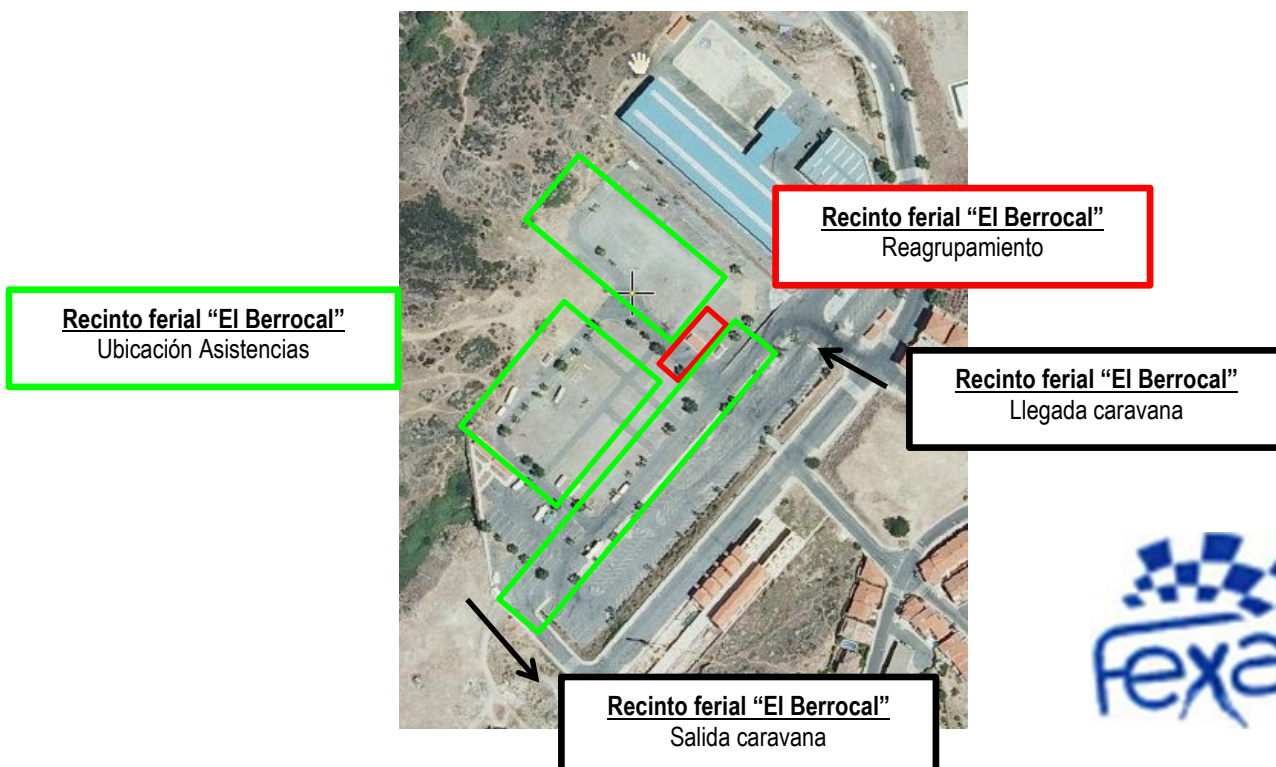 Recinto ferial “El Berrocal”
Reagrupamiento
Recinto ferial “El Berrocal”
Ubicación Asistencias
Recinto ferial “El Berrocal”
Llegada caravana
Recinto ferial “El Berrocal”
Salida caravana
Fexa